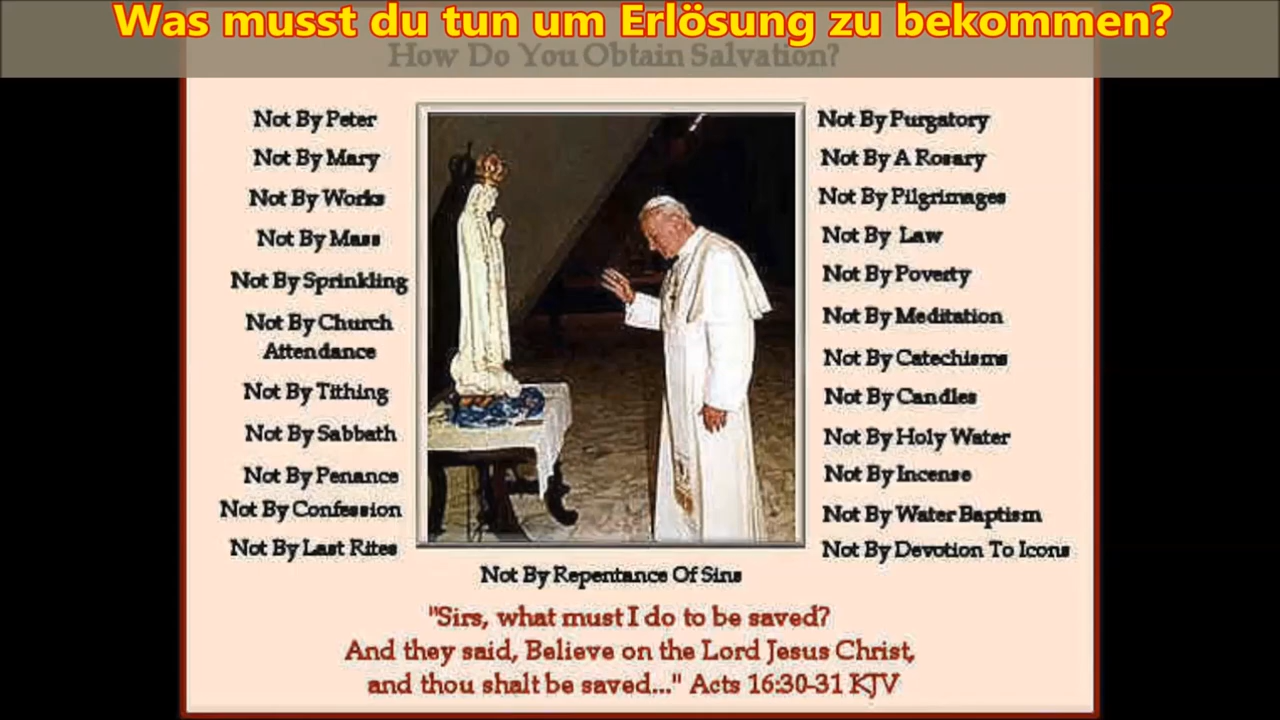 Was musst du tun um Erlösung zu bekommen?
How Do You Obtain Salvation?
Not By Peter
Not By Mary
Not By Works
Not By Mass
Not By Sprinkling
Not By Church
Attendance
Not By Tithing
Not By Sabbath
Not By Penance
Not By Confession
Not By Last Rites
Not By Purgatory
Not By A Rosary
Not By Pilgrimages
Not By Law
Not By Poverty
Not By Meditation
Not By Catechisms
Not By Candles
Not By Holy Water
Not By Incense
Not By Water Baptism
Not By Devotion To Icons
Not By Repentance Of Sins
"Sirs, what must I do to be saved?
And they said, Believe on the Lord Jesus Christ,
and thou shalt be saved..." Acts 16:30-31 KJV